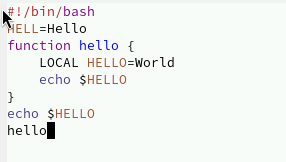 #!/bin/bash
HELL=Hello
function hello {
    LOCAL HELLO=World
    echo $HELLO
}
echo $HELLO
hello